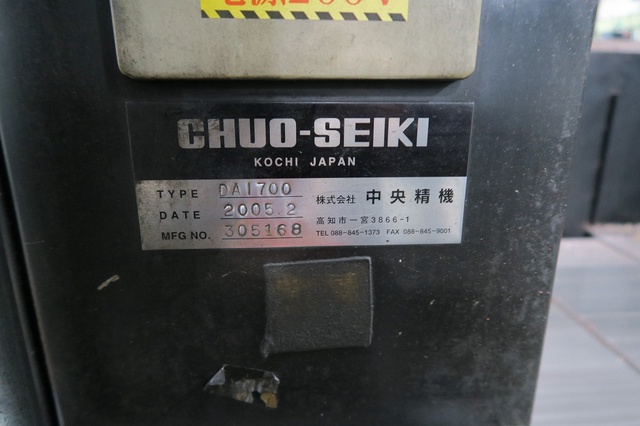 CHUO-SEIKI
KOCHI JAPAN
TYPE DA1700
DATE 2005.2
MFG NO. 305168
株式会社 中央精機
高知市一宮3866-1
TEL 088-845-1373 FAX 088-845-9001